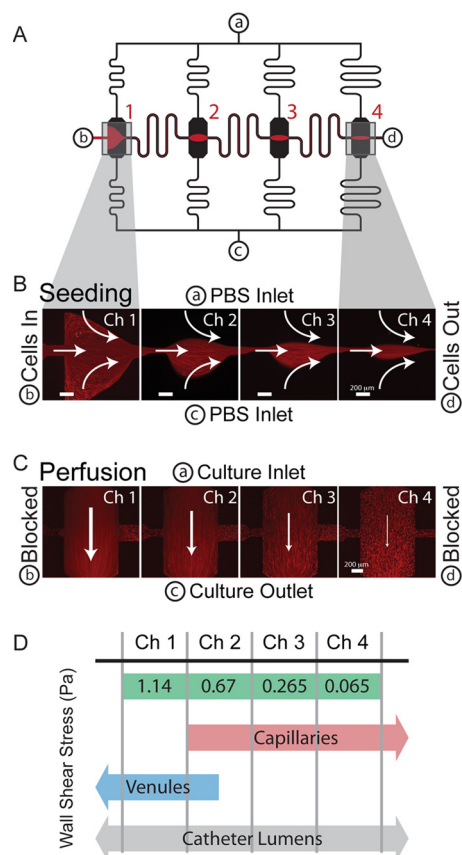 A
a
1
2
3
4
b
d
c
B
Seeding
a PBS Inlet
b Cells In
Ch 1
Ch 2
Ch 3
Ch 4
200 μm
d Cells Out
c PBS Inlet
C
Perfusion
a Culture Inlet
b Blocked
Ch 1
Ch 2
Ch 3
Ch 4
200 μm
d Blocked
c Culture Outlet
D
Ch 1 Ch 2 Ch 3 Ch 4
Wall Shear Stress (Pa)
1.14 0.67 0.265 0.065
Capillaries
Venules
Catheter Lumens